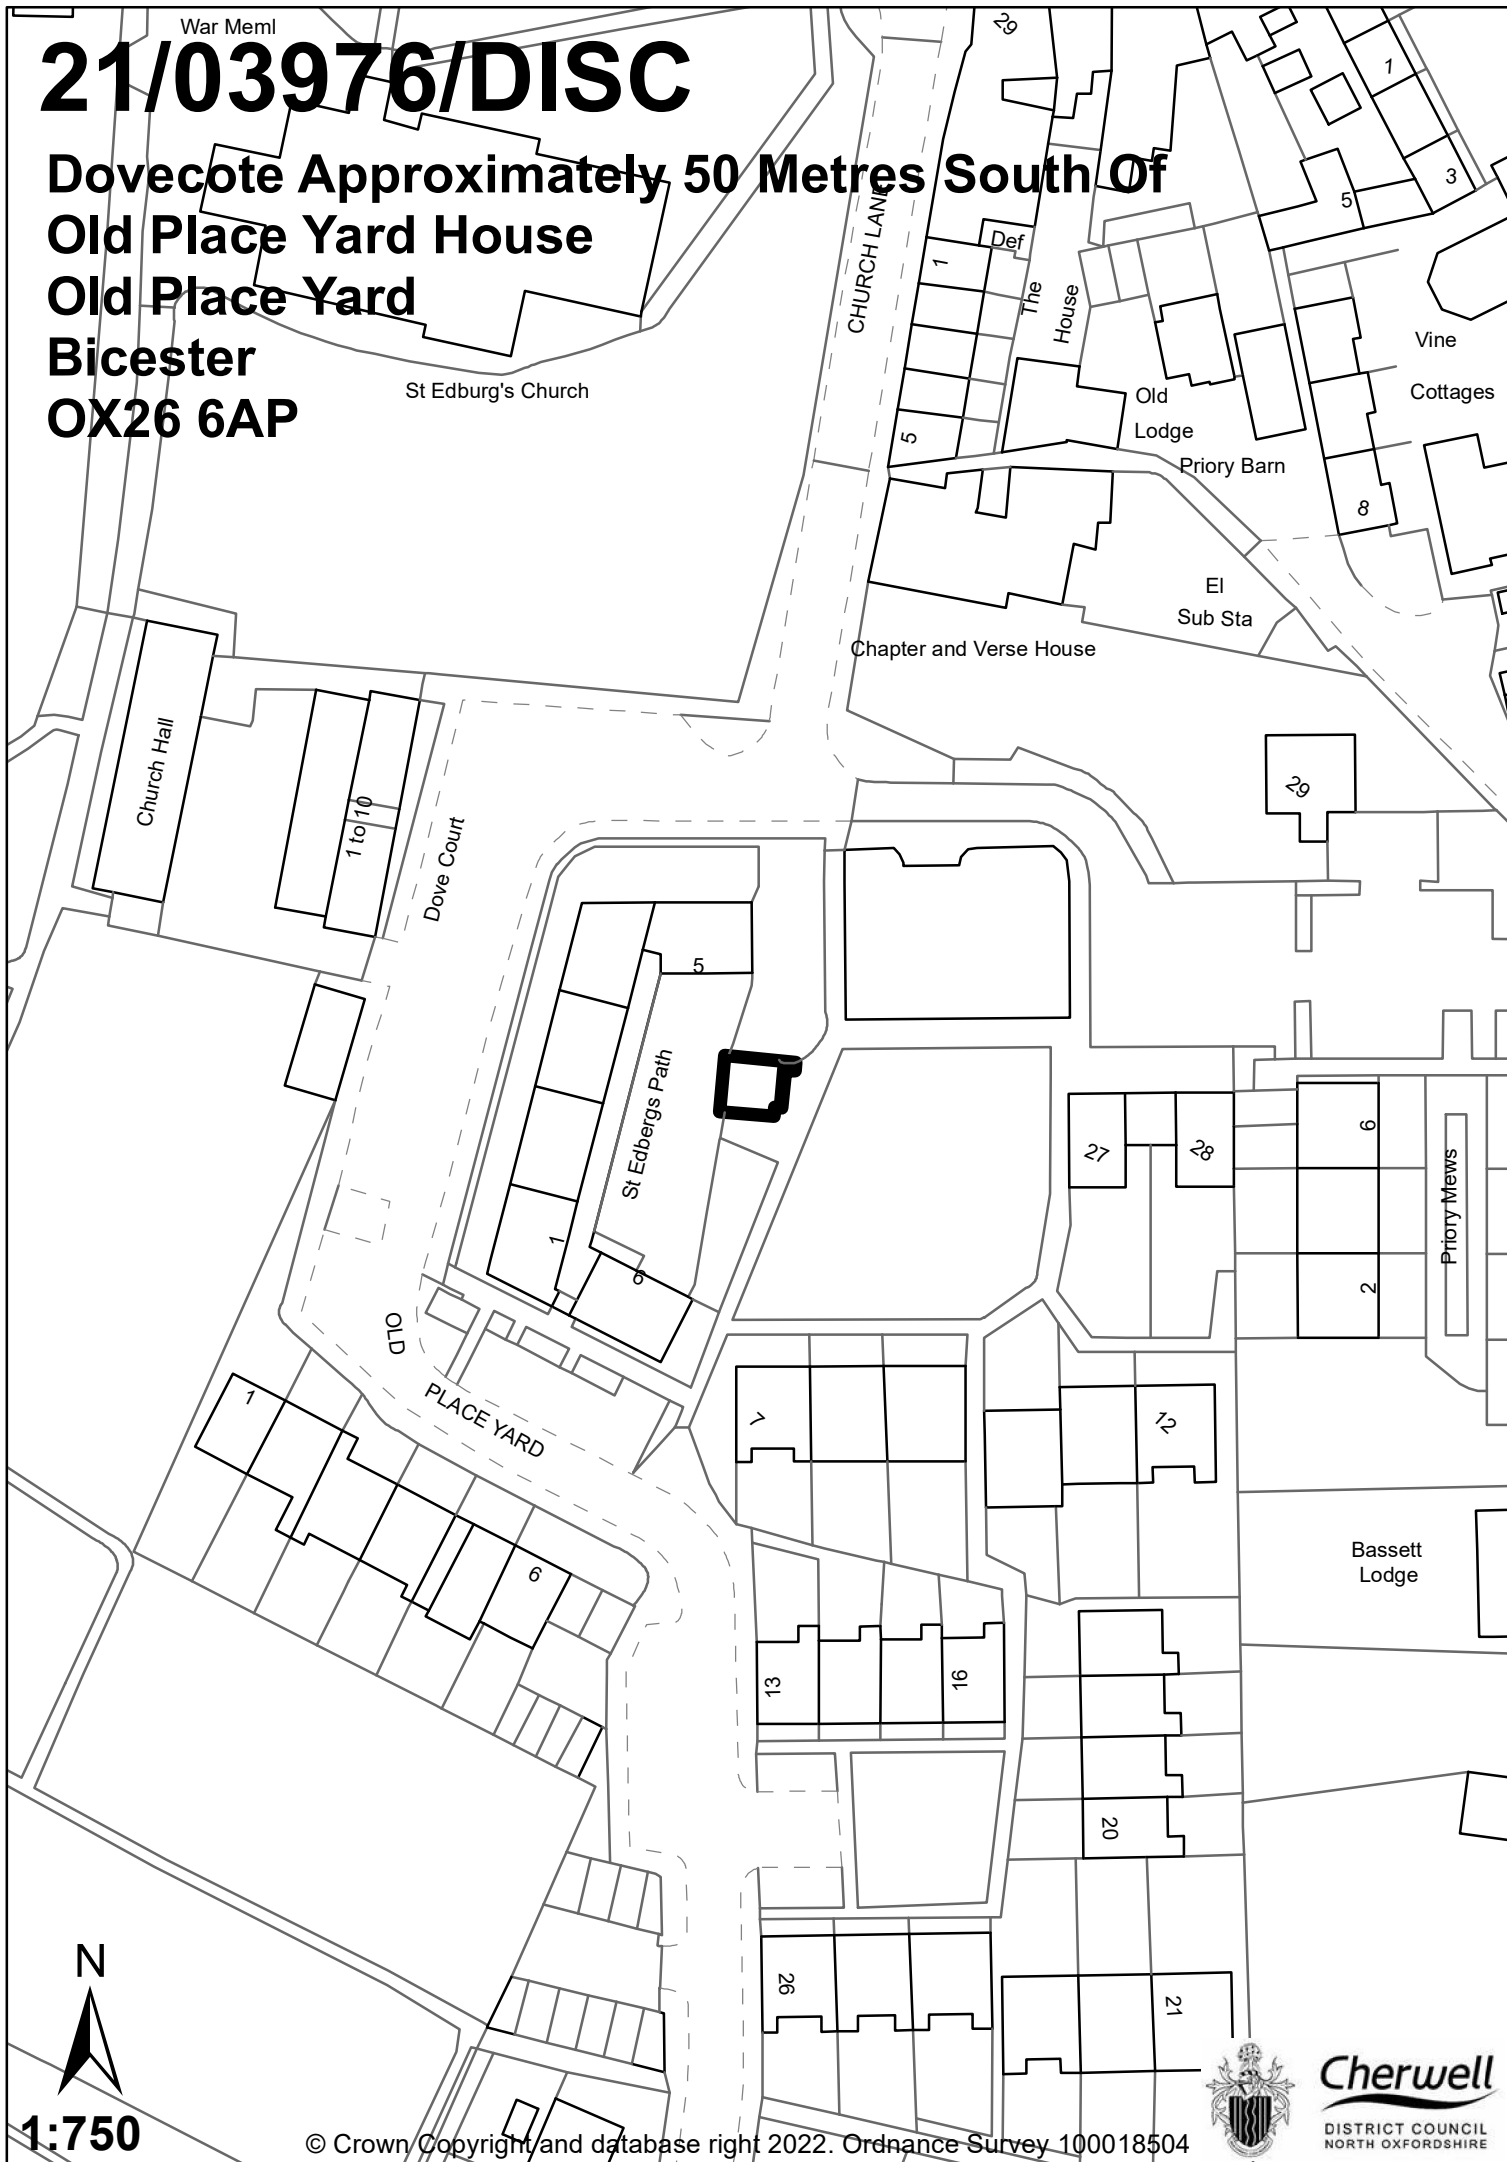 War Meml
21/03976/DISC
Dovecote Approximately 50 Metres South Of
Old Place Yard House
Old Place Yard
Bicester
OX26 6AP
St Edburg's Church
CHURCH LANE
29
1
3
5
Def
1
The
House
5
Old
Lodge
Priory Barn
Vine
Cottages
8
El
Sub Sta
Chapter and Verse House
Church Hall
1 to 10
Dove Court
29
5
St Edbergs Path
1
6
27
28
6
2
Priory Mews
OLD
PLACE YARD
1
6
7
12
Bassett
Lodge
13
16
20
26
21
N
1:750
© Crown Copyright and database right 2022. Ordnance Survey 100018504
Cherwell
DISTRICT COUNCIL
NORTH OXFORDSHIRE